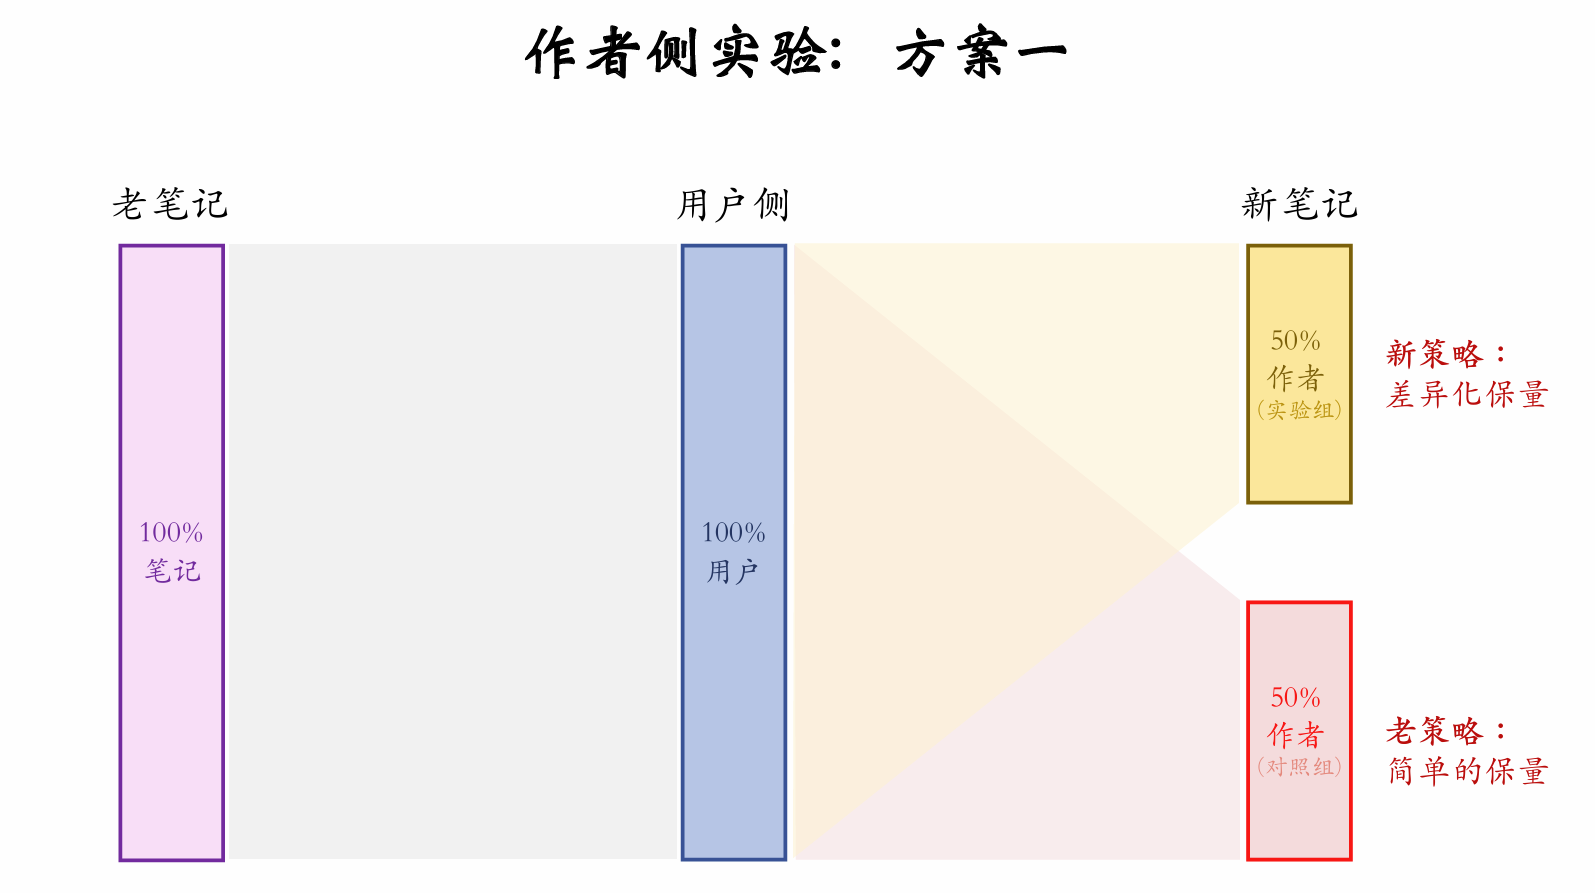 作者侧实验：方案一
老笔记
用户侧
新笔记
100%
笔记
100%
用户
50%
作者
(实验组)
新策略：
差异化保量
50%
作者
(对照组)
老策略：
简单的保量